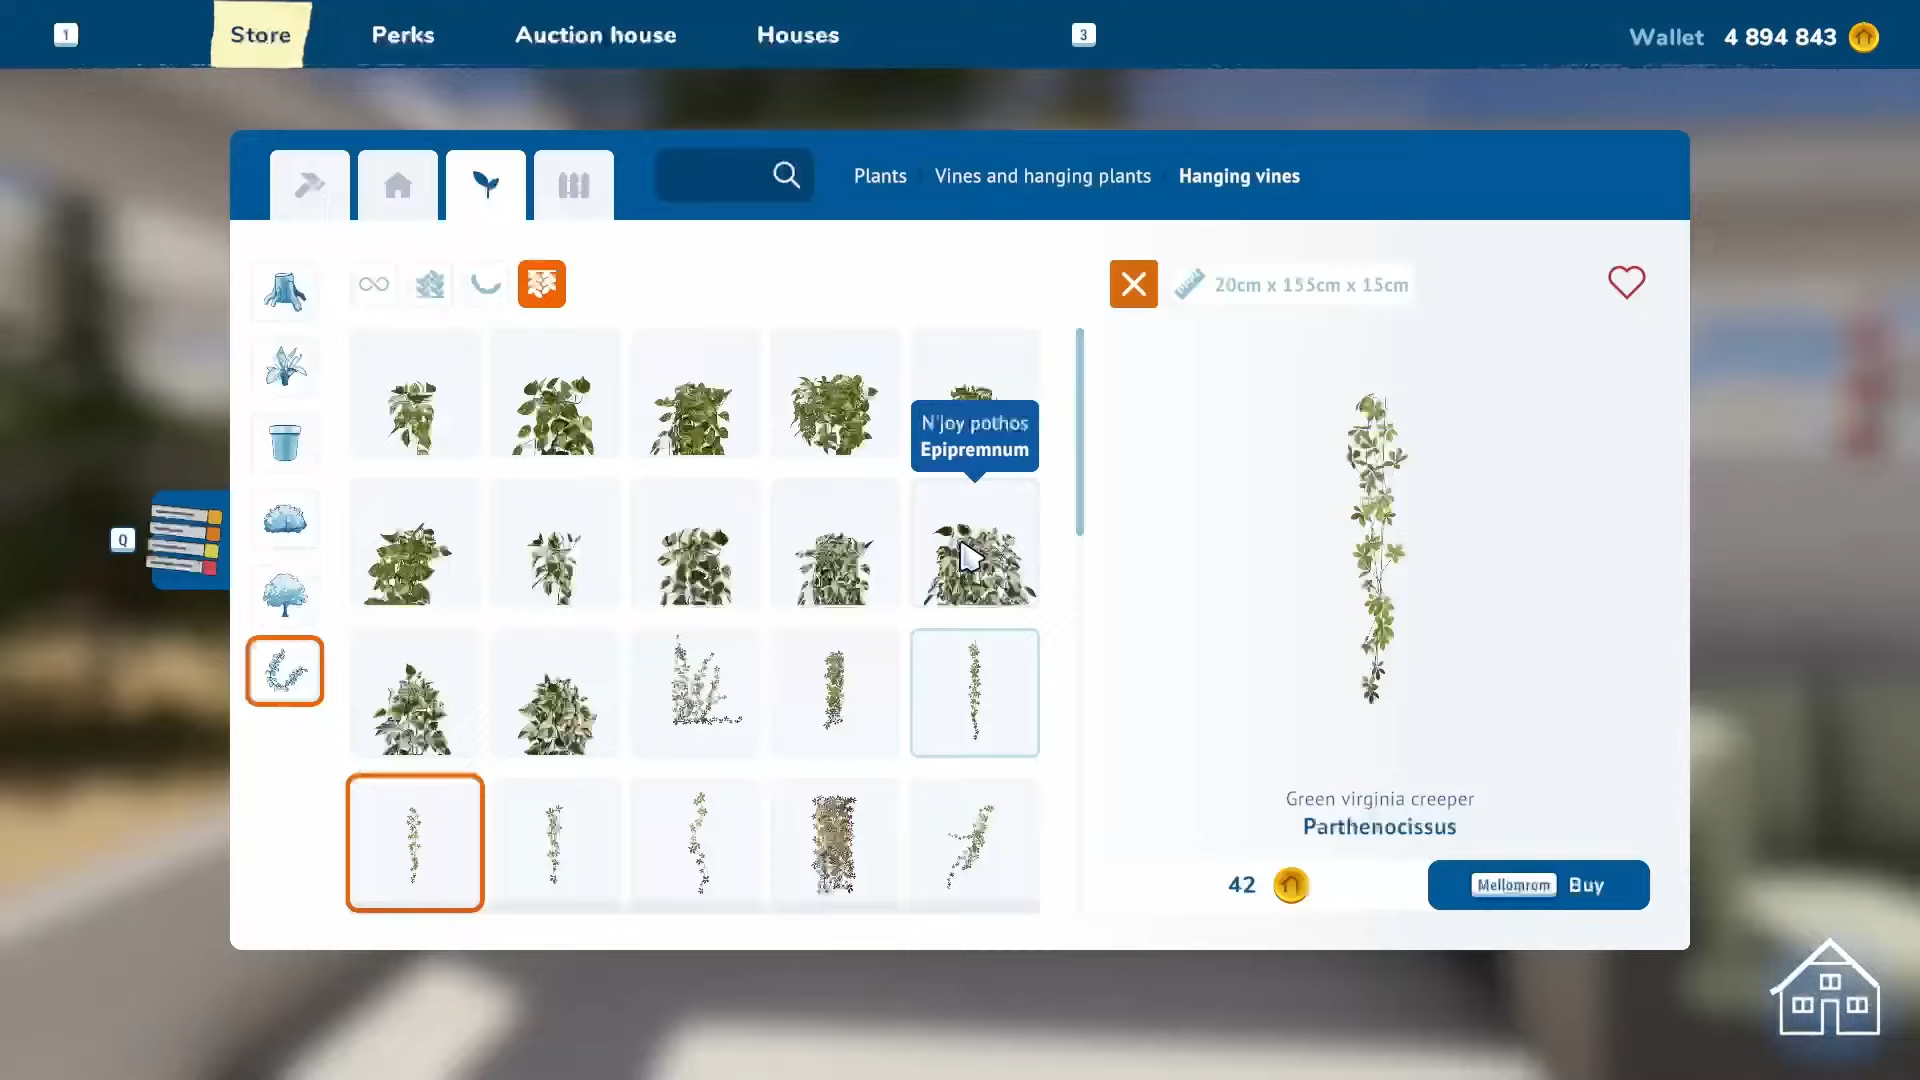 1
Store
Perks
Auction house
Houses
3
Wallet 4 894 843
Plants
Vines and hanging plants
Hanging vines
20cm x 155cm x 15cm
N'joy pothos
Epipremnum
Q
Green virginia creeper
Parthenocissus
42
Mellomrom Buy